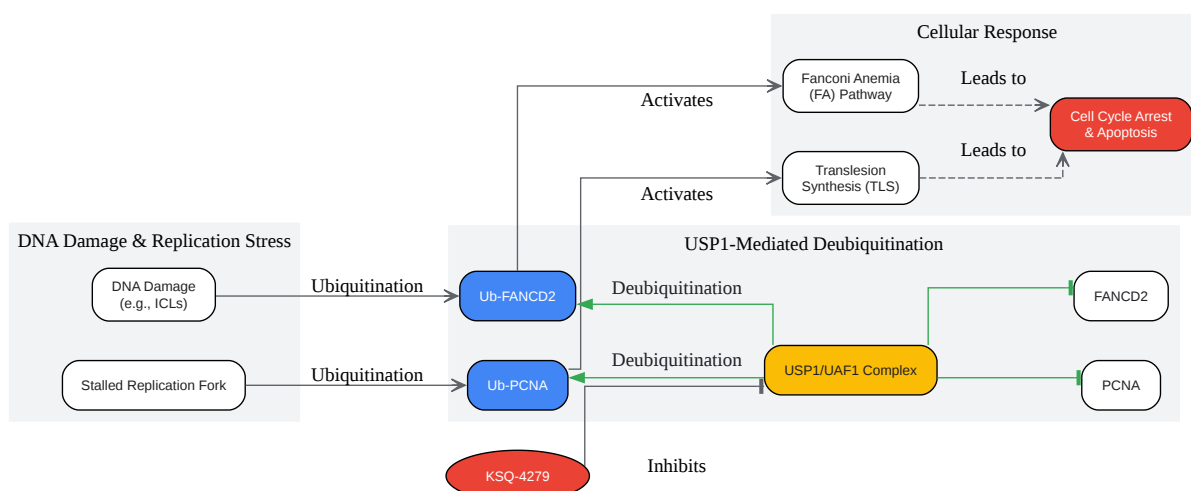 Cellular Response
Fanconi Anemia
(FA) Pathway
Leads to
Activates
Cell Cycle Arrest
& Apoptosis
Translesion
Synthesis (TLS)
Leads to
Activates
DNA Damage & Replication Stress
USP1-Mediated Deubiquitination
DNA Damage
(e.g., ICLs)
Ubiquitination
Ub-FANCD2
Deubiquitination
FANCD2
Stalled Replication Fork
Ubiquitination
Ub-PCNA
Deubiquitination
USP1/UAF1 Complex
PCNA
KSQ-4279
Inhibits